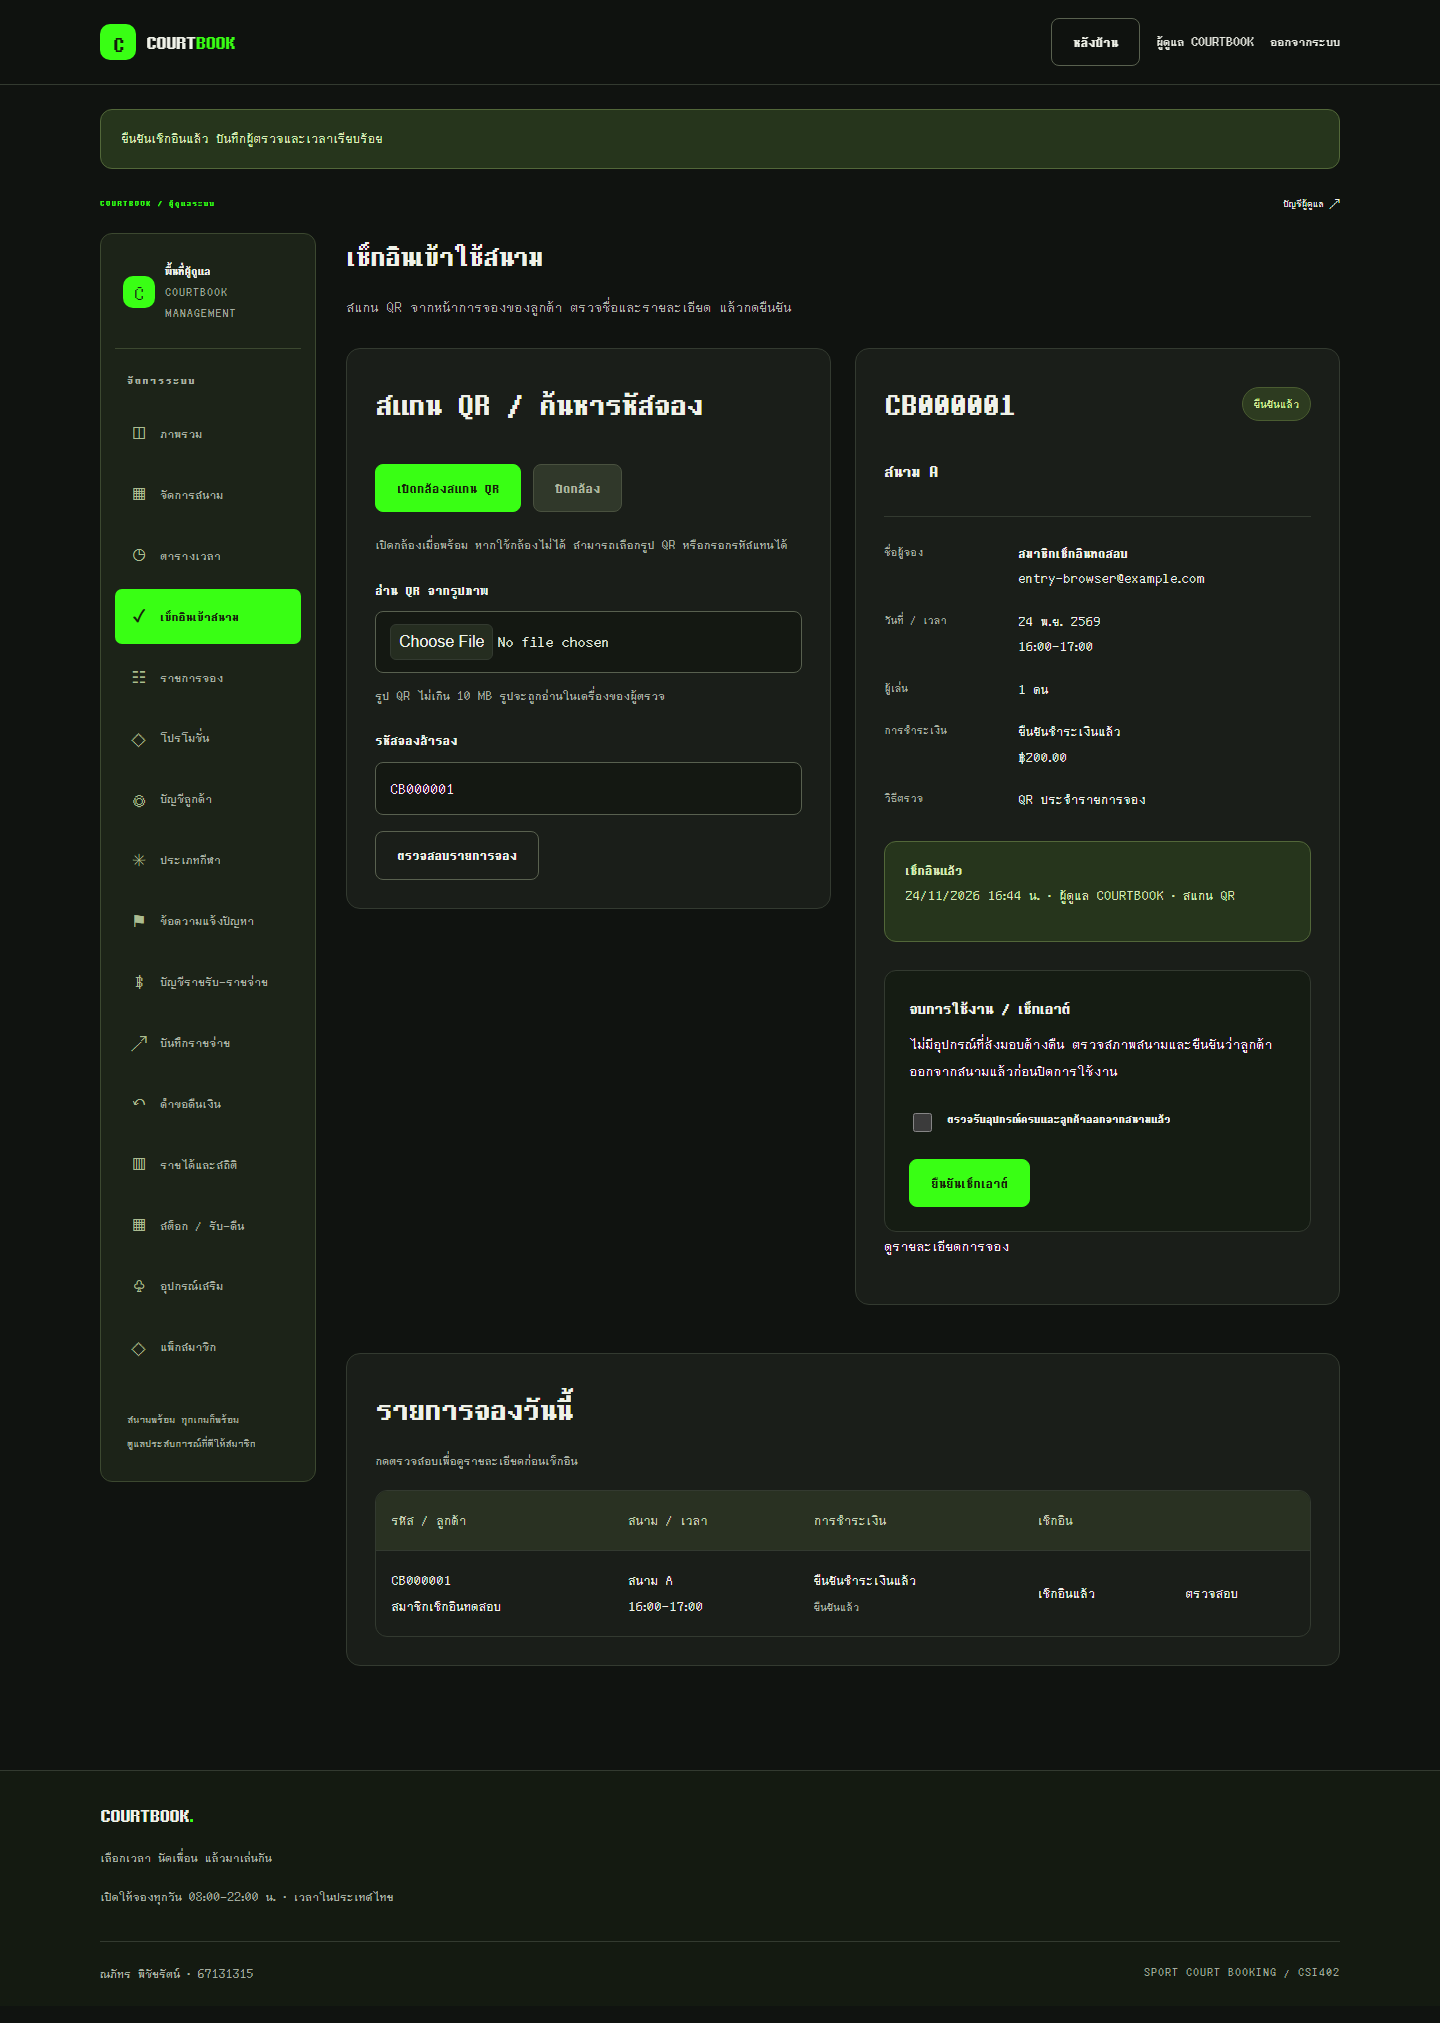 C COURTBOOK
หลังบ้าน
ผู้ดูแล COURTBOOK
ออกจากระบบ
ยืนยันเช็กอินแล้ว บันทึกผู้ตรวจและเวลาเรียบร้อย
COURTBOOK / ผู้ดูแลระบบ
บัญชีผู้ดูแล ↗
C
พื้นที่ผู้ดูแล
COURTBOOK
MANAGEMENT
จัดการระบบ
ภาพรวม
จัดการสนาม
ตารางเวลา
✓ เช็กอินเข้าสนาม
รายการจอง
โปรโมชั่น
บัญชีลูกค้า
ประเภทกีฬา
ข้อความแจ้งปัญหา
฿ บัญชีรายรับ-รายจ่าย
บันทึกรายจ่าย
คำขอคืนเงิน
รายได้และสถิติ
สต็อก / รับ-คืน
อุปกรณ์เสริม
แพ็กสมาชิก
สนามพร้อม ทุกเกมก็พร้อม
ดูแลประสบการณ์ที่ดีให้สมาชิก
เช็กอินเข้าใช้สนาม
สแกน QR จากหน้าการจองของลูกค้า ตรวจชื่อและรายละเอียด แล้วกดยืนยัน
สแกน QR / ค้นหารหัสจอง
เปิดกล้องสแกน QR
ปิดกล้อง
เปิดกล้องเมื่อพร้อม หากใช้กล้องไม่ได้ สามารถเลือกรูป QR หรือกรอกรหัสแทนได้
อ่าน QR จากรูปภาพ
Choose File No file chosen
รูป QR ไม่เกิน 10 MB รูปจะถูกอ่านในเครื่องของผู้ตรวจ
รหัสจองสำรอง
CB000001
ตรวจสอบรายการจอง
CB000001
ยืนยันแล้ว
สนาม A
ชื่อผู้จอง
สมาชิกเช็กอินทดสอบ
entry-browser@example.com
วันที่ / เวลา
24 พ.ย. 2569
16:00-17:00
ผู้เล่น
1 คน
การชำระเงิน
ยืนยันชำระเงินแล้ว
฿200.00
วิธีตรวจ
QR ประจำรายการจอง
เช็กอินแล้ว
24/11/2026 16:44 น. · ผู้ดูแล COURTBOOK · สแกน QR
จบการใช้งาน / เช็กเอาต์
ไม่มีอุปกรณ์ที่ส่งมอบค้างคืน ตรวจสภาพสนามและยืนยันว่าลูกค้า
ออกจากสนามแล้วก่อนปิดการใช้งาน
ตรวจรับอุปกรณ์ครบและลูกค้าออกจากสนามแล้ว
ยืนยันเช็กเอาต์
ดูรายละเอียดการจอง
รายการจองวันนี้
กดตรวจสอบเพื่อดูรายละเอียดก่อนเช็กอิน
รหัส / ลูกค้า
สนาม / เวลา
การชำระเงิน
เช็กอิน
CB000001
สมาชิกเช็กอินทดสอบ
สนาม A
16:00-17:00
ยืนยันชำระเงินแล้ว
ยืนยันแล้ว
เช็กอินแล้ว
ตรวจสอบ
COURTBOOK.
เลือกเวลา นัดเพื่อน แล้วมาเล่นกัน
เปิดให้จองทุกวัน 08:00-22:00 น. · เวลาในประเทศไทย
ณภัทร พิชัยรัตน์ · 67131315
SPORT COURT BOOKING / CSI402